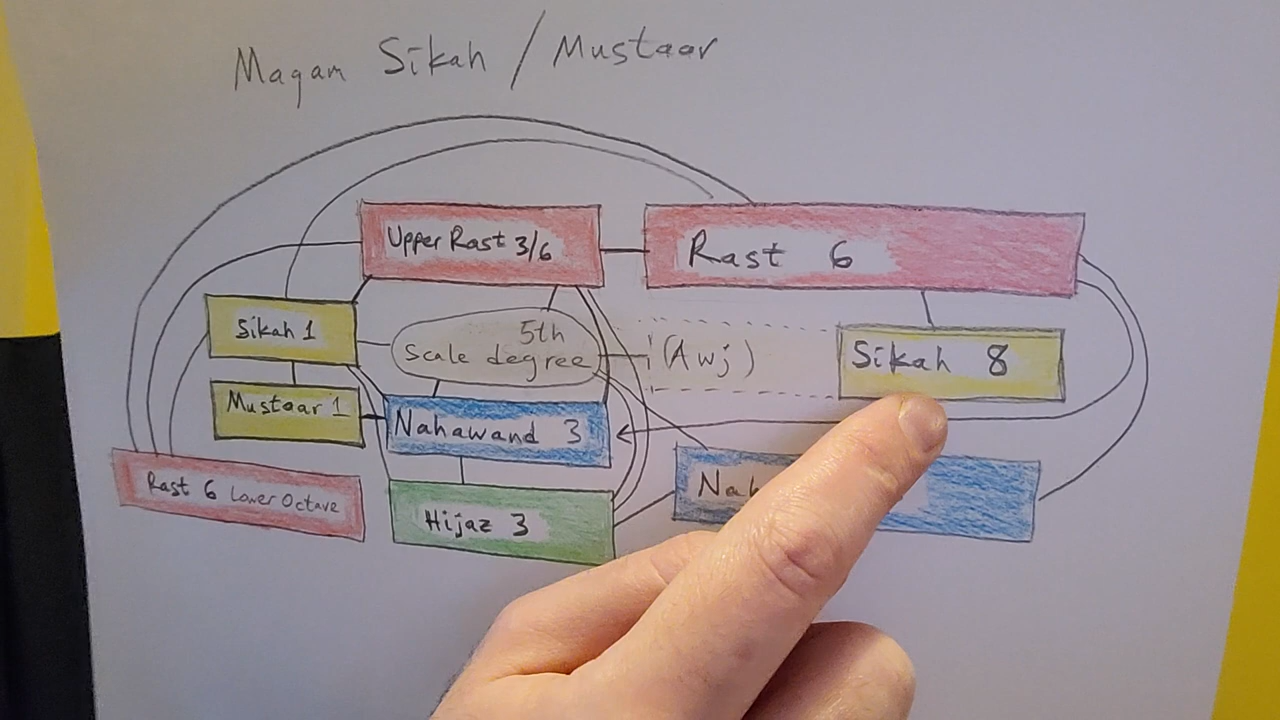 Maqam Sikah / Mustaar
Upper Rast 3/6
Rast 6
Sikah 1
5th
scale degree
(Awj)
Sikah 8
Mustaar 1
Nahawand 3
Rast 6 Lower Octave
Hijaz 3